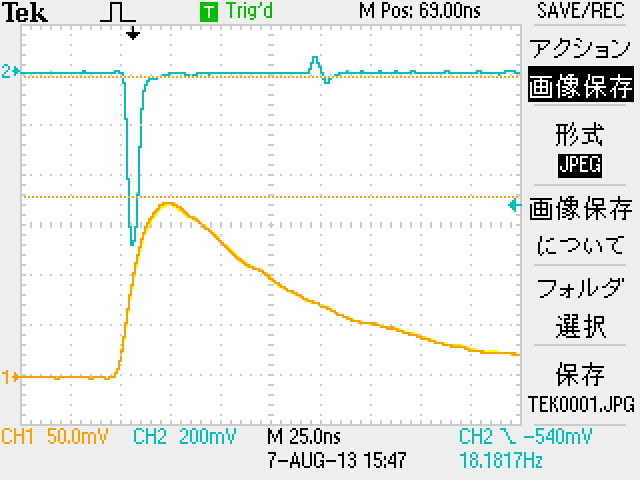 Tek T Trig'd M Pos: 69.00ns SAVE/REC
アクション
画像保存
形式
JPEG
画像保存
について
フォルダ
選択
保存
TEK0001.JPG
2
1
CH1 50.0mV CH2 200mV M 25.0ns CH2 \ -540mV
7-AUG-13 15:47 18.1817Hz